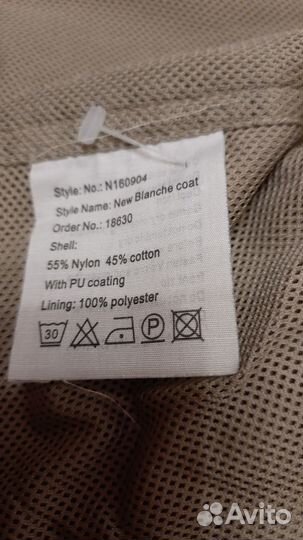 Style: No.: N160904
Style Name: New Blanche coat
Order No.: 18630
Shell:
55% Nylon 45% cotton
With PU coating
Lining: 100% polyester
30 P
Avito